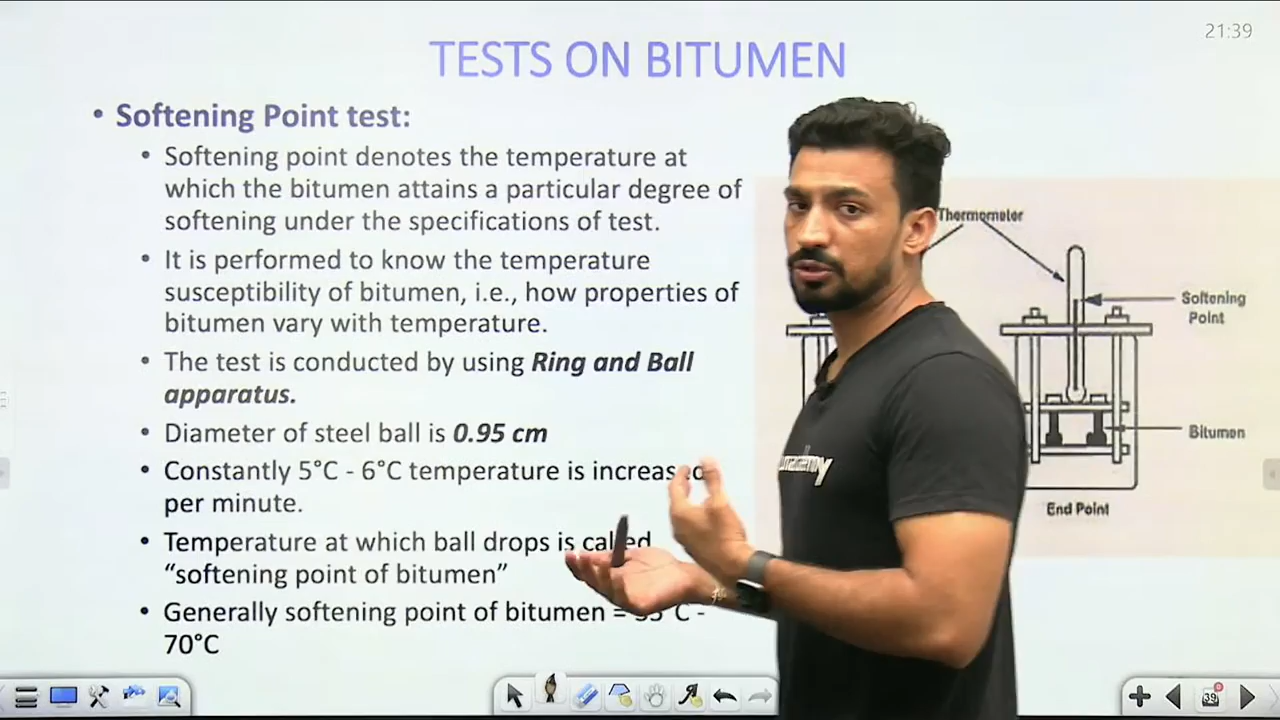 21:39
TESTS ON BITUMEN
• Softening Point test:
• Softening point denotes the temperature at
which the bitumen attains a particular degree of
softening under the specifications of test.
• It is performed to know the temperature
susceptibility of bitumen, i.e., how properties of
bitumen vary with temperature.
• The test is conducted by using Ring and Ball
apparatus.
• Diameter of steel ball is 0.95 cm
• Constantly 5°C - 6°C temperature is increased
per minute.
• Temperature at which ball drops is called
“softening point of bitumen”
• Generally softening point of bitumen = °C -
70°C
Thermometer
Softening
Point
Bitumen
End Point
39